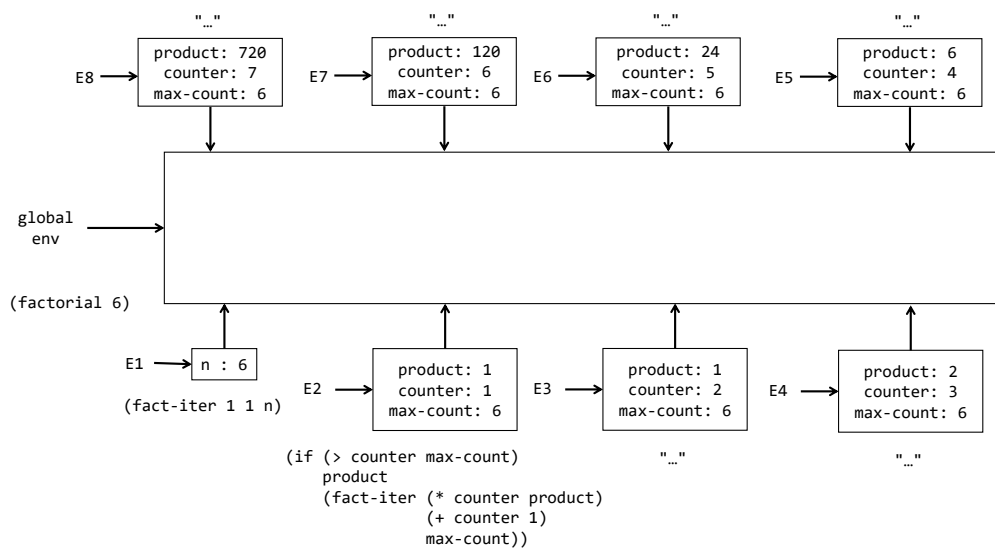 "…"
"…"
"…"
"…"
E8
product: 720
counter: 7
max-count: 6
E7
product: 120
counter: 6
max-count: 6
E6
product: 24
counter: 5
max-count: 6
E5
product: 6
counter: 4
max-count: 6
global
env
(factorial 6)
E1
n : 6
(fact-iter 1 1 n)
E2
product: 1
counter: 1
max-count: 6
(if (> counter max-count)
product
(fact-iter (* counter product)
(+ counter 1)
max-count))
E3
product: 1
counter: 2
max-count: 6
"…"
E4
product: 2
counter: 3
max-count: 6
"…"